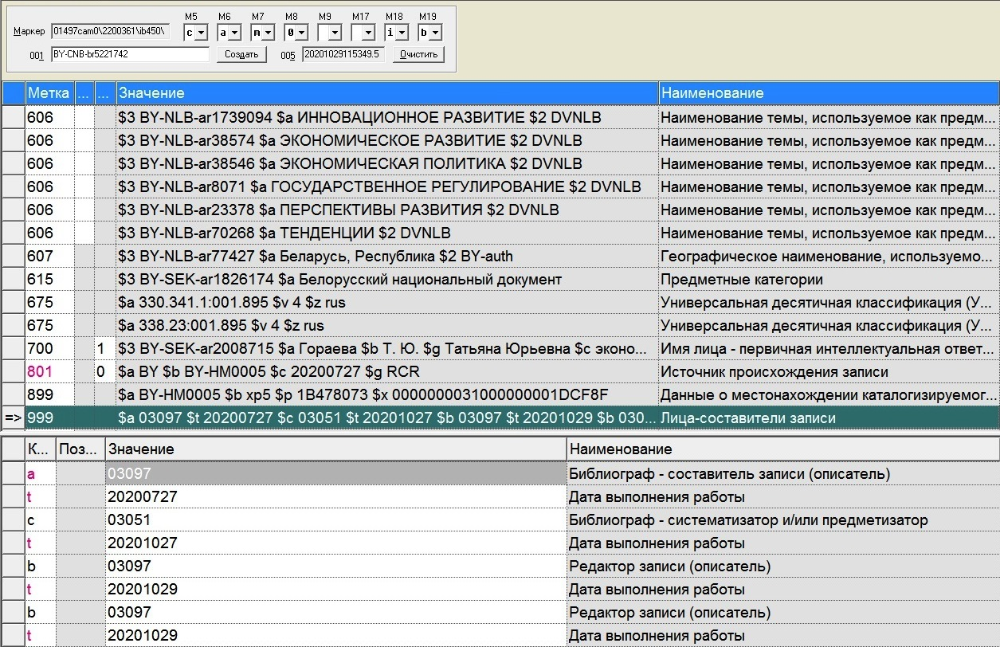 M5 M6 M7 M8 M9 M17 M18 M19
Маркер 01497cam0\2200361\ib450\ c a m 0 i b
001 BY-CNB-br5221742 Создать 005 20201029115349.5 Очистить
Метка ... ... Значение Наименование
606 $3 BY-NLB-ar1739094 $a ИННОВАЦИОННОЕ РАЗВИТИЕ $2 DVNLB Наименование темы, используемое как предм...
606 $3 BY-NLB-ar38574 $a ЭКОНОМИЧЕСКОЕ РАЗВИТИЕ $2 DVNLB Наименование темы, используемое как предм...
606 $3 BY-NLB-ar38546 $a ЭКОНОМИЧЕСКАЯ ПОЛИТИКА $2 DVNLB Наименование темы, используемое как предм...
606 $3 BY-NLB-ar8071 $a ГОСУДАРСТВЕННОЕ РЕГУЛИРОВАНИЕ $2 DVNLB Наименование темы, используемое как предм...
606 $3 BY-NLB-ar23378 $a ПЕРСПЕКТИВЫ РАЗВИТИЯ $2 DVNLB Наименование темы, используемое как предм...
606 $3 BY-NLB-ar70268 $a ТЕНДЕНЦИИ $2 DVNLB Наименование темы, используемое как предм...
607 $3 BY-NLB-ar77427 $a Беларусь, Республика $2 BY-auth Географическое наименование, используемо...
615 $3 BY-SEK-ar1826174 $a Белорусский национальный документ Предметные категории
675 $a 330.341.1:001.895 $v 4 $z rus Универсальная десятичная классификация (У...
675 $a 338.23:001.895 $v 4 $z rus Универсальная десятичная классификация (У...
700 1 $3 BY-SEK-ar2008715 $a Гораева $b Т. Ю. $g Татьяна Юрьевна $c эконо... Имя лица - первичная интеллектуальная ответ...
801 0 $a BY $b BY-HM0005 $c 20200727 $g RCR Источник происхождения записи
899 $a BY-HM0005 $b xp5 $p 1B478073 $x 0000000031000000001DCF8F Данные о местонахождении каталогизируемог...
=> 999 $a 03097 $t 20200727 $c 03051 $t 20201027 $b 03097 $t 20201029 $b 030... Лица-составители записи
К... Поз... Значение Наименование
a 03097 Библиограф - составитель записи (описатель)
t 20200727 Дата выполнения работы
c 03051 Библиограф - систематизатор и/или предметизатор
t 20201027 Дата выполнения работы
b 03097 Редактор записи (описатель)
t 20201029 Дата выполнения работы
b 03097 Редактор записи (описатель)
t 20201029 Дата выполнения работы